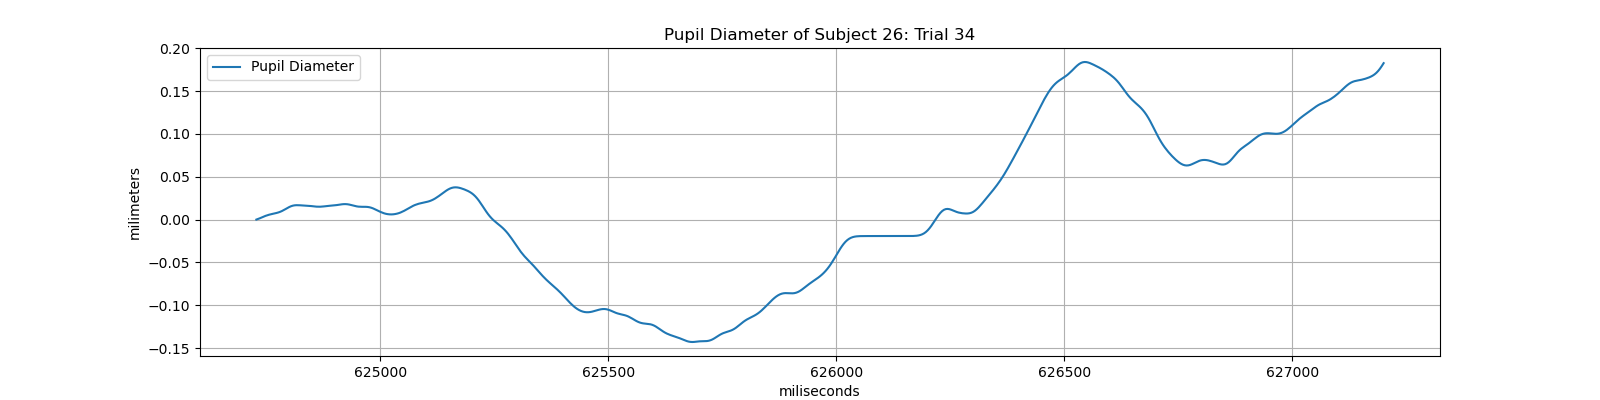 Pupil Diameter of Subject 26: Trial 34
Pupil Diameter
0.20
0.15
0.10
0.05
0.00
−0.05
−0.10
−0.15
milimeters
625000 625500 626000 626500 627000
miliseconds